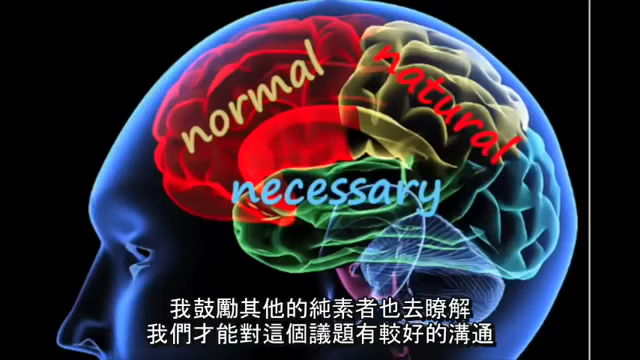 normal
natural
necessary
我鼓勵其他的純素者也去瞭解
我們才能對這個議題有較好的溝通